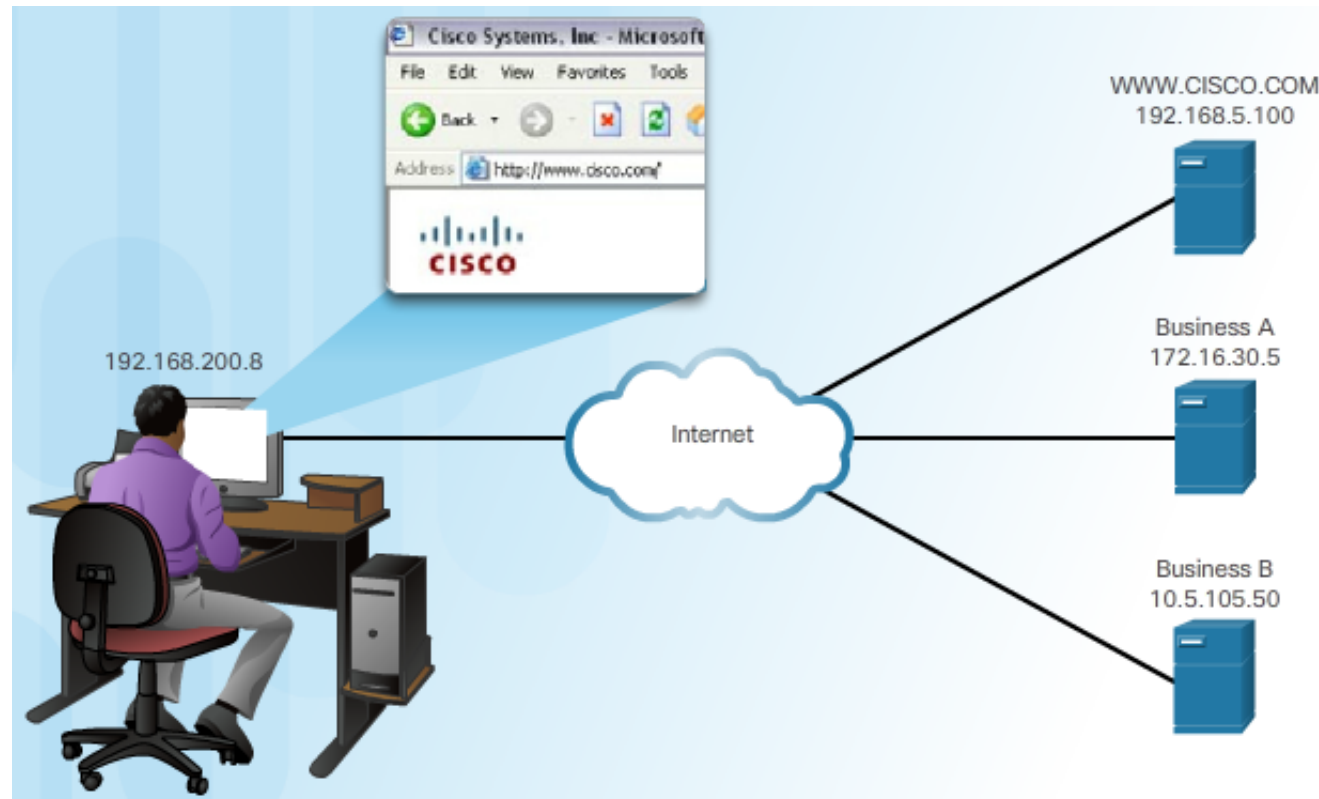 Cisco Systems, Inc - Microsoft
File Edit View Favorites Tools
Back
Address http://www.cisco.com/
CISCO
WWW.CISCO.COM
192.168.5.100
Business A
172.16.30.5
192.168.200.8
Internet
Business B
10.5.105.50